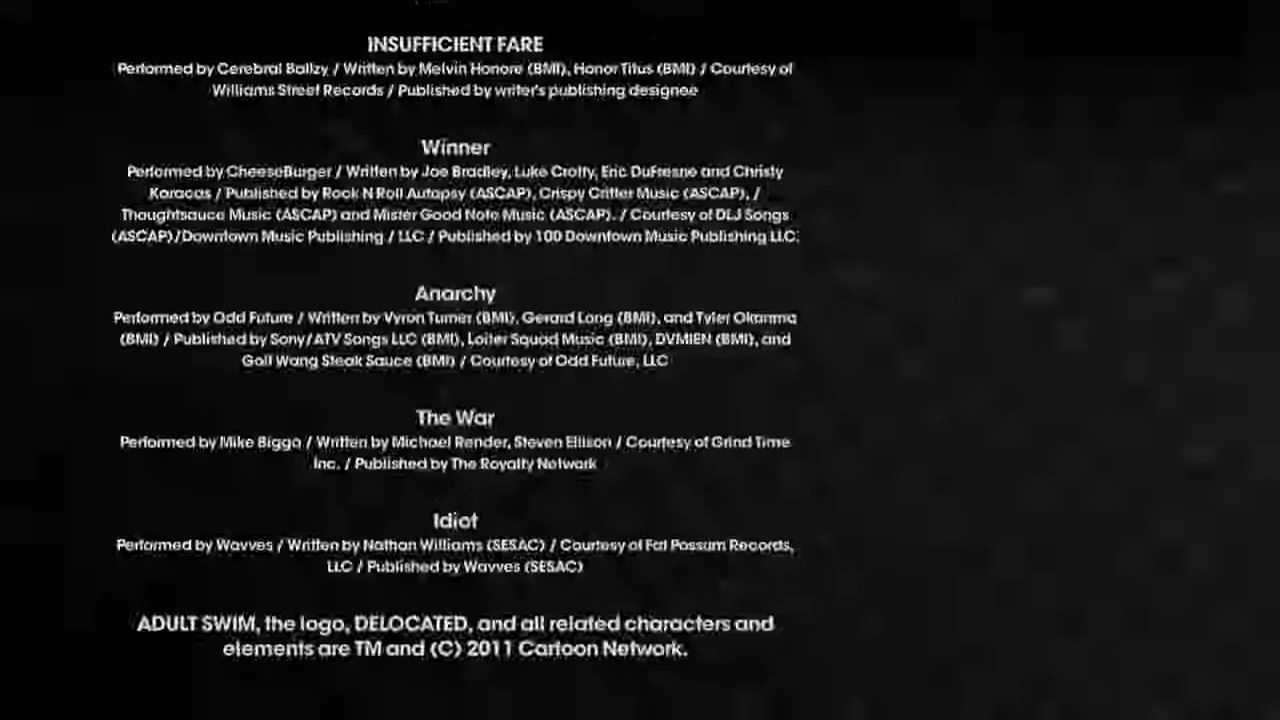 INSUFFICIENT FARE
Performed by Cerebral Ballzy / Written by Melvin Honore (BMI), Honor Titus (BMI) / Courtesy of
Williams Street Records / Published by writer's publishing designee
Winner
Performed by CheeseBurger / Written by Joe Bradley, Luke Crotty, Eric DuFresne and Christy
Karacas / Published by Rock N Roll Autopsy (ASCAP), Crispy Critter Music (ASCAP), /
Thoughtsauce Music (ASCAP) and Mister Good Note Music (ASCAP). / Courtesy of DLJ Songs
(ASCAP)/Downtown Music Publishing / LLC / Published by 100 Downtown Music Publishing LLC.
Anarchy
Performed by Odd Future / Written by Vyron Turner (BMI), Gerard Long (BMI), and Tyler Okonma
(BMI) / Published by Sony/ATV Songs LLC (BMI), Loiter Squad Music (BMI), DVMIEN (BMI), and
Golf Wang Steak Sauce (BMI) / Courtesy of Odd Future, LLC
The War
Performed by Mike Bigga / Written by Michael Render, Steven Ellison / Courtesy of Grind Time
Inc. / Published by The Royalty Network
Idiot
Performed by Wavves / Written by Nathan Williams (SESAC) / Courtesy of Fat Possum Records,
LLC / Published by Wavves (SESAC)
ADULT SWIM, the logo, DELOCATED, and all related characters and
elements are TM and (C) 2011 Cartoon Network.